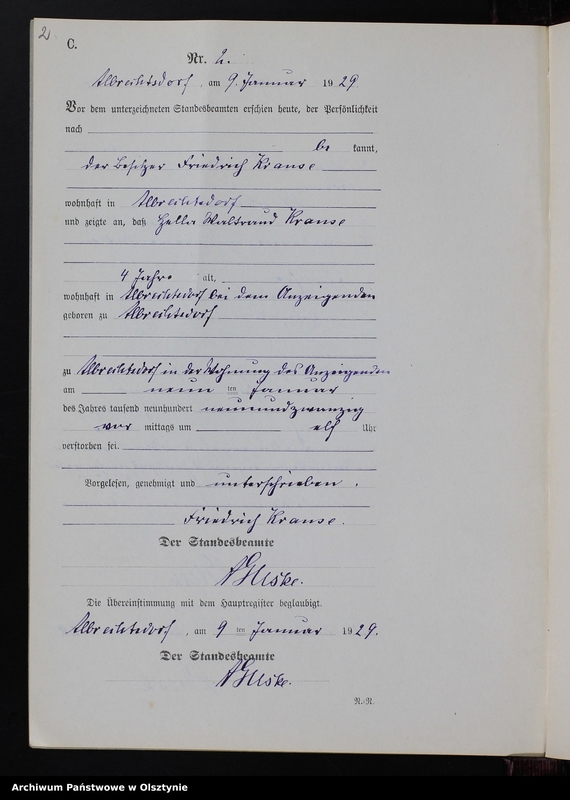 2
C.
Nr. 2.
Albrechtsdorf, am 9. Januar 1929.
Vor dem unterzeichneten Standesbeamten erschien heute, der Persönlichkeit
nach
be kannt,
der Besitzer Friedrich Krause
wohnhaft in Albrechtsdorf
und zeigte an, daß Hella Waltraud Krause
4 Jahre alt,
wohnhaft in Albrechtsdorf bei dem Anzeigenden
geboren zu Albrechtsdorf
zu Albrechtsdorf in der Wohnung des Anzeigenden
am neun ten Januar
des Jahres tausend neunhundert neunundzwanzig
vor mittags um elf Uhr
verstorben sei.
Vorgelesen, genehmigt und unterschrieben.
Friedrich Krause.
Der Standesbeamte
Die Übereinstimmung mit dem Hauptregister beglaubigt.
Albrechtsdorf, am 9 ten Januar 1929.
Der Standesbeamte
R.-R.
Archiwum Państwowe w Olsztynie